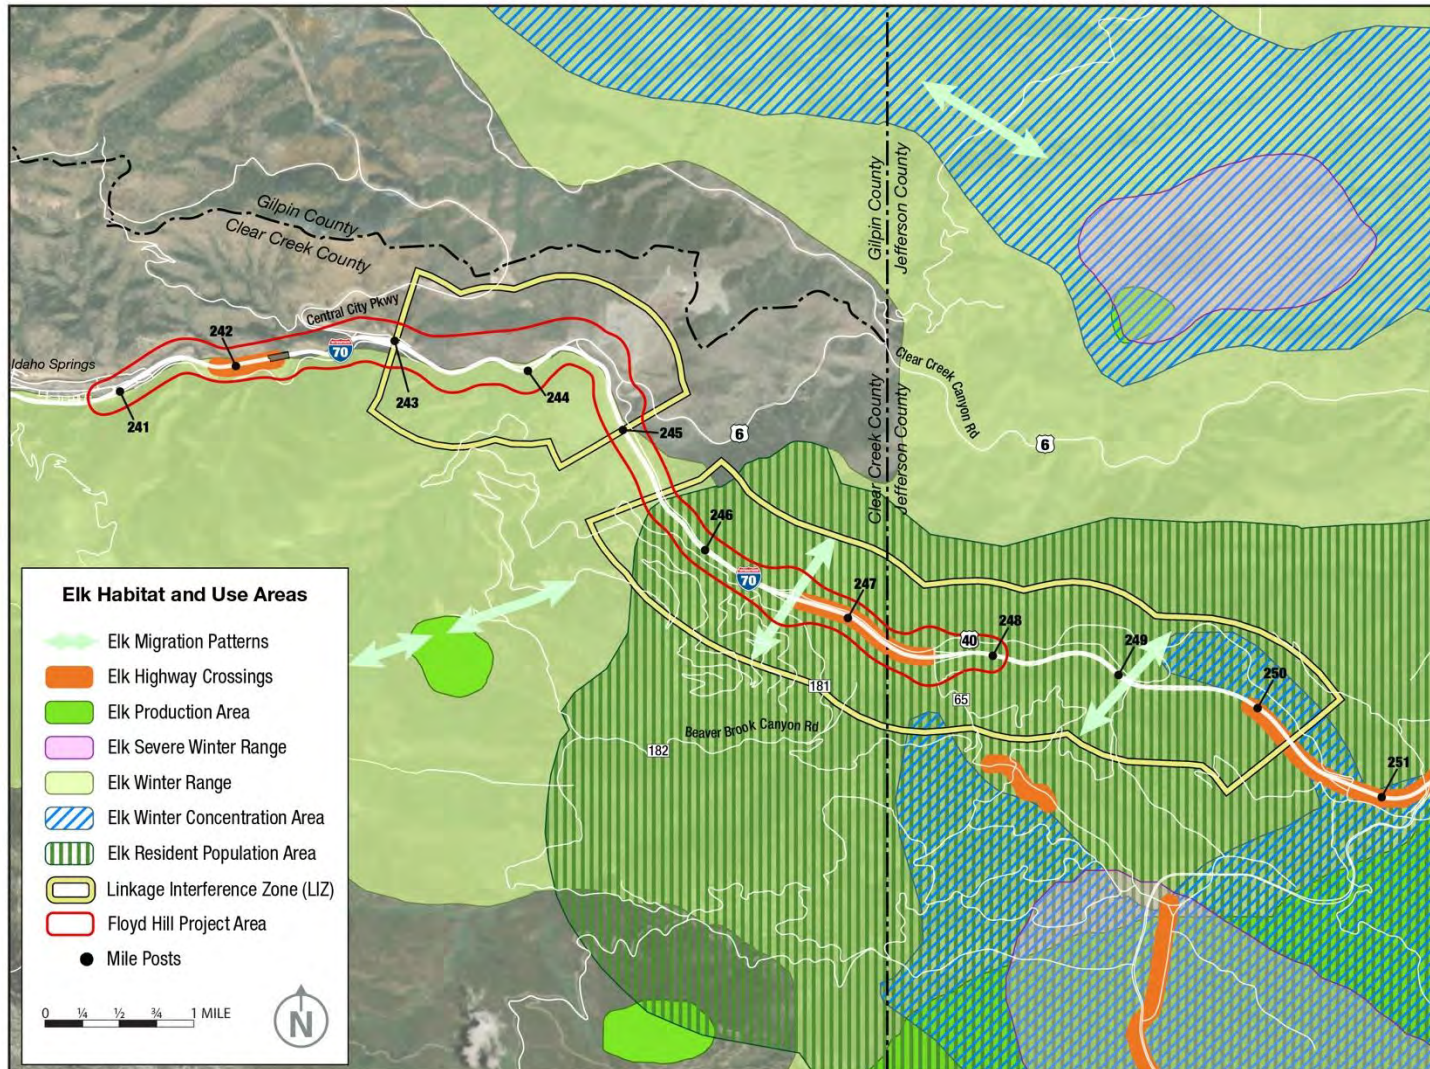 Gilpin County
Clear Creek County
Gilpin County
Jefferson County
Central City Pkwy
242
70
Idaho Springs
241
243
244
245
6
Clear Creek Canyon Rd
6
Clear Creek County
Jefferson County
246
70
247
248
40
249
250
251
181
65
Beaver Brook Canyon Rd
182
Elk Habitat and Use Areas
Elk Migration Patterns
Elk Highway Crossings
Elk Production Area
Elk Severe Winter Range
Elk Winter Range
Elk Winter Concentration Area
Elk Resident Population Area
Linkage Interference Zone (LIZ)
Floyd Hill Project Area
Mile Posts
0 ¼ ½ ¾ 1 MILE
N